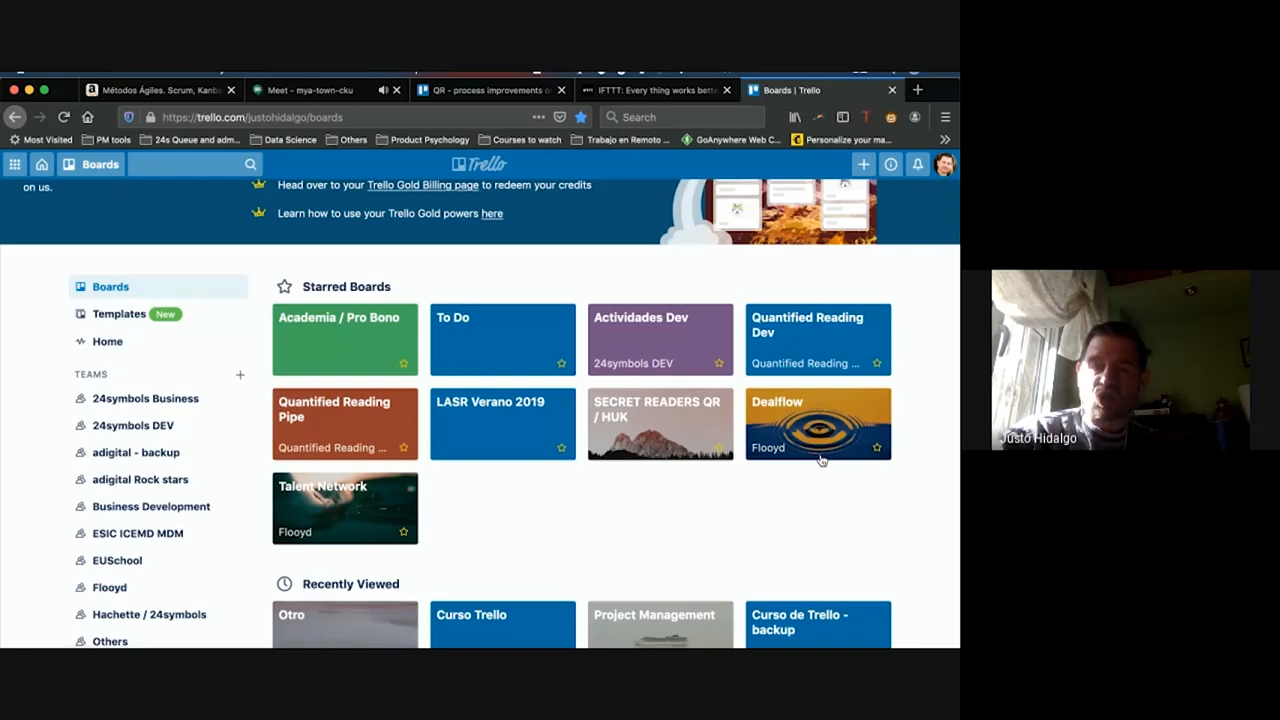 Métodos Ágiles. Scrum, Kanba
Meet - mya-town-cku
QR - process improvements o
IFTTT: Every thing works bette
Boards | Trello
https://trello.com/justohidalgo/boards
Search
Most Visited
PM tools
24s Queue and adm...
Data Science
Others
Product Psychology
Courses to watch
Trabajo en Remoto ...
GoAnywhere Web C...
Personalize your ma...
Boards
Trello
on us.
Head over to your Trello Gold Billing page to redeem your credits
Learn how to use your Trello Gold powers here
Boards
Templates New
Home
TEAMS
24symbols Business
24symbols DEV
adigital - backup
adigital Rock stars
Business Development
ESIC ICEMD MDM
EUSchool
Flooyd
Hachette / 24symbols
Others
Starred Boards
Academia / Pro Bono
To Do
Actividades Dev
24symbols DEV
Quantified Reading
Dev
Quantified Reading ...
Quantified Reading
Pipe
Quantified Reading ...
LASR Verano 2019
SECRET READERS QR
/ HUK
Dealflow
Flooyd
Talent Network
Flooyd
Recently Viewed
Otro
Curso Trello
Project Management
Curso de Trello -
backup
Justo Hidalgo